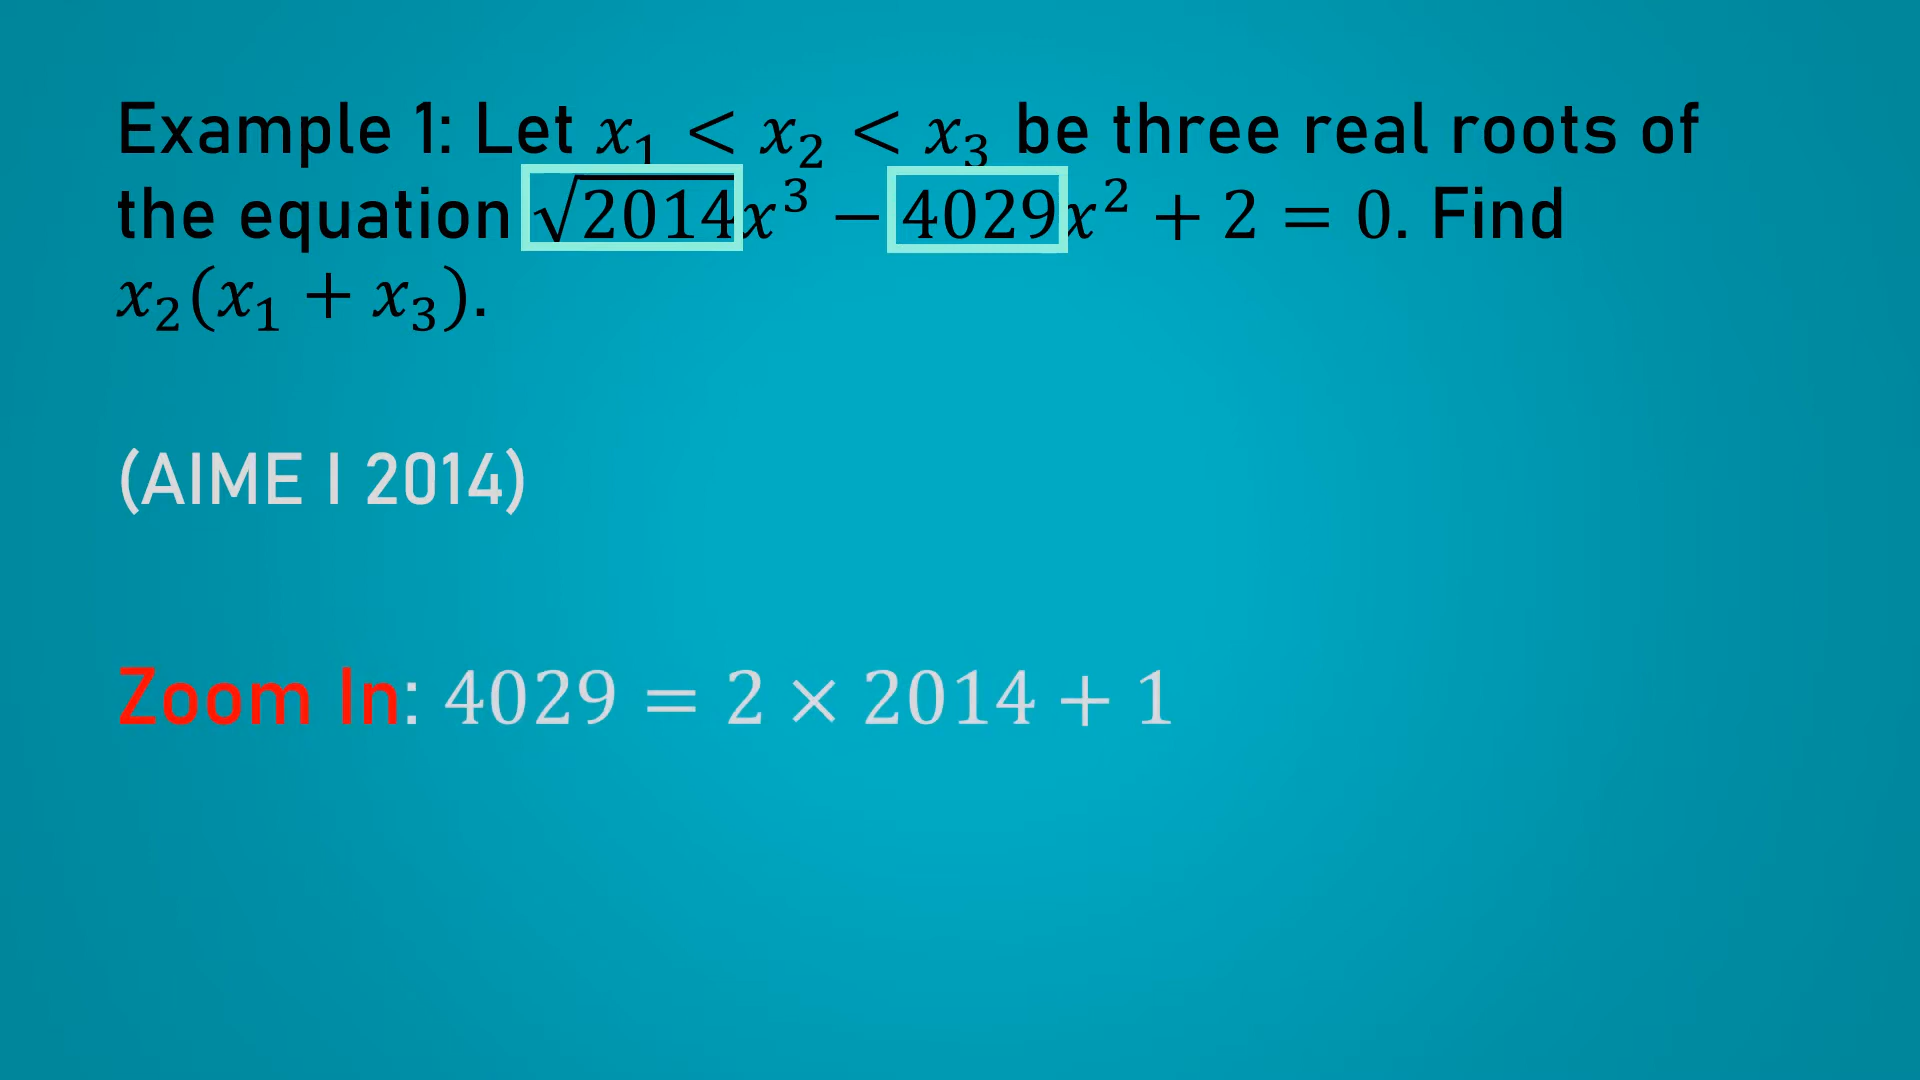 Example 1: Let x₁ < x₂ < x₃ be three real roots of
the equation √2014x³ − 4029x² + 2 = 0. Find
x₂(x₁ + x₃).
(AIME I 2014)
Zoom In: 4029 = 2 × 2014 + 1